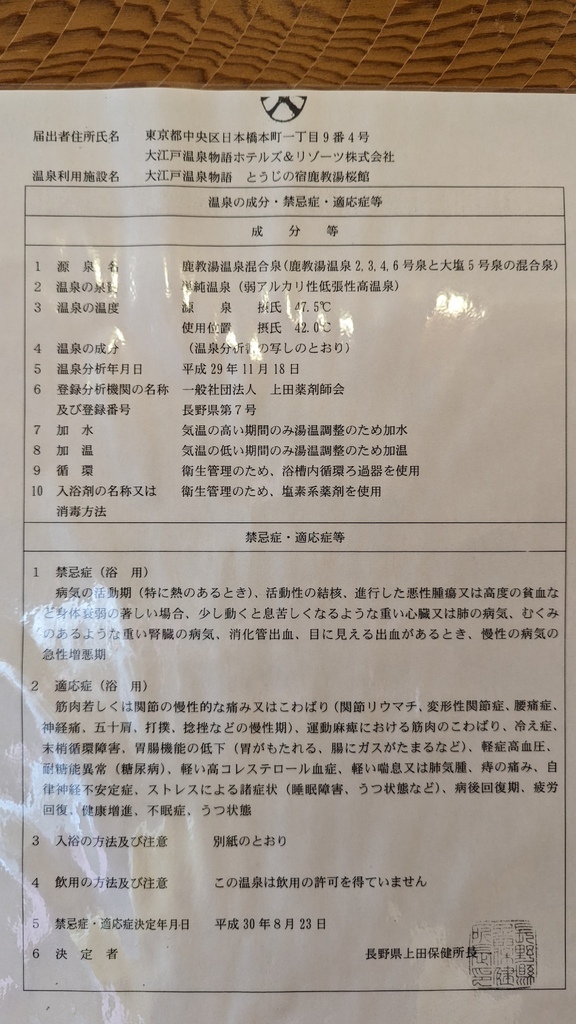 届出者住所氏名 東京都中央区日本橋本町一丁目9番4号
大江戸温泉物語ホテルズ&リゾーツ株式会社
温泉利用施設名 大江戸温泉物語 とうじの宿鹿教湯桜館
温泉の成分・禁忌症・適応症等
成 分 等
1 源 泉 名 鹿教湯温泉混合泉(鹿教湯温泉2,3,4,6号泉と大塩5号泉の混合泉)
2 温泉の泉質 単純温泉(弱アルカリ性低張性高温泉)
3 温泉の温度 源 泉 摂氏 47.5℃
使用位置 摂氏 42.0℃
4 温泉の成分 (温泉分析書の写しのとおり)
5 温泉分析年月日 平成29年11月18日
6 登録分析機関の名称 一般社団法人 上田薬剤師会
及び登録番号 長野県第7号
7 加 水 気温の高い期間のみ湯温調整のため加水
8 加 温 気温の低い期間のみ湯温調整のため加温
9 循 環 衛生管理のため、浴槽内循環ろ過器を使用
10 入浴剤の名称又は 衛生管理のため、塩素系薬剤を使用
消毒方法
禁忌症・適応症等
1 禁忌症(浴 用)
病気の活動期(特に熱のあるとき)、活動性の結核、進行した悪性腫瘍又は高度の貧血な
ど身体衰弱の著しい場合、少し動くと息苦しくなるような重い心臓又は肺の病気、むくみ
のあるような重い腎臓の病気、消化管出血、目に見える出血があるとき、慢性の病気の
急性増悪期
2 適応症(浴 用)
筋肉若しくは関節の慢性的な痛み又はこわばり(関節リウマチ、変形性関節症、腰痛症、
神経痛、五十肩、打撲、捻挫などの慢性期)、運動麻痺における筋肉のこわばり、冷え症、
末梢循環障害、胃腸機能の低下(胃がもたれる、腸にガスがたまるなど)、軽症高血圧、
耐糖能異常(糖尿病)、軽い高コレステロール血症、軽い喘息又は肺気腫、痔の痛み、自
律神経不安定症、ストレスによる諸症状(睡眠障害、うつ状態など)、病後回復期、疲労
回復、健康増進、不眠症,うつ状態
3 入浴の方法及び注意 別紙のとおり
4 飲用の方法及び注意 この温泉は飲用の許可を得ていません
5 禁忌症・適応症決定年月日 平成30年8月23日
6 決 定 者 長野県上田保健所長